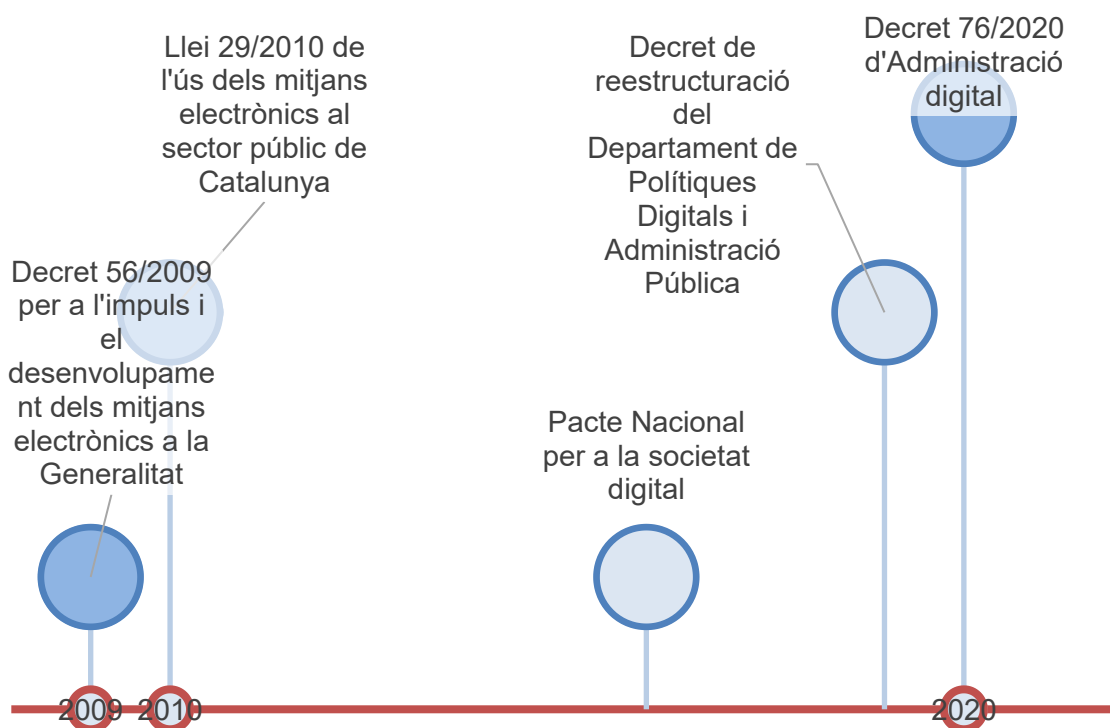 Llei 29/2010 de
l'ús dels mitjans
electrònics al
sector públic de
Catalunya
Decret de
reestructuració
del
Departament de
Polítiques
Digitals i
Administració
Pública
Decret 76/2020
d'Administració
digital
Decret 56/2009
per a l'impuls i
el
desenvolupame
nt dels mitjans
electrònics a la
Generalitat
Pacte Nacional
per a la societat
digital
2009 2010 2020